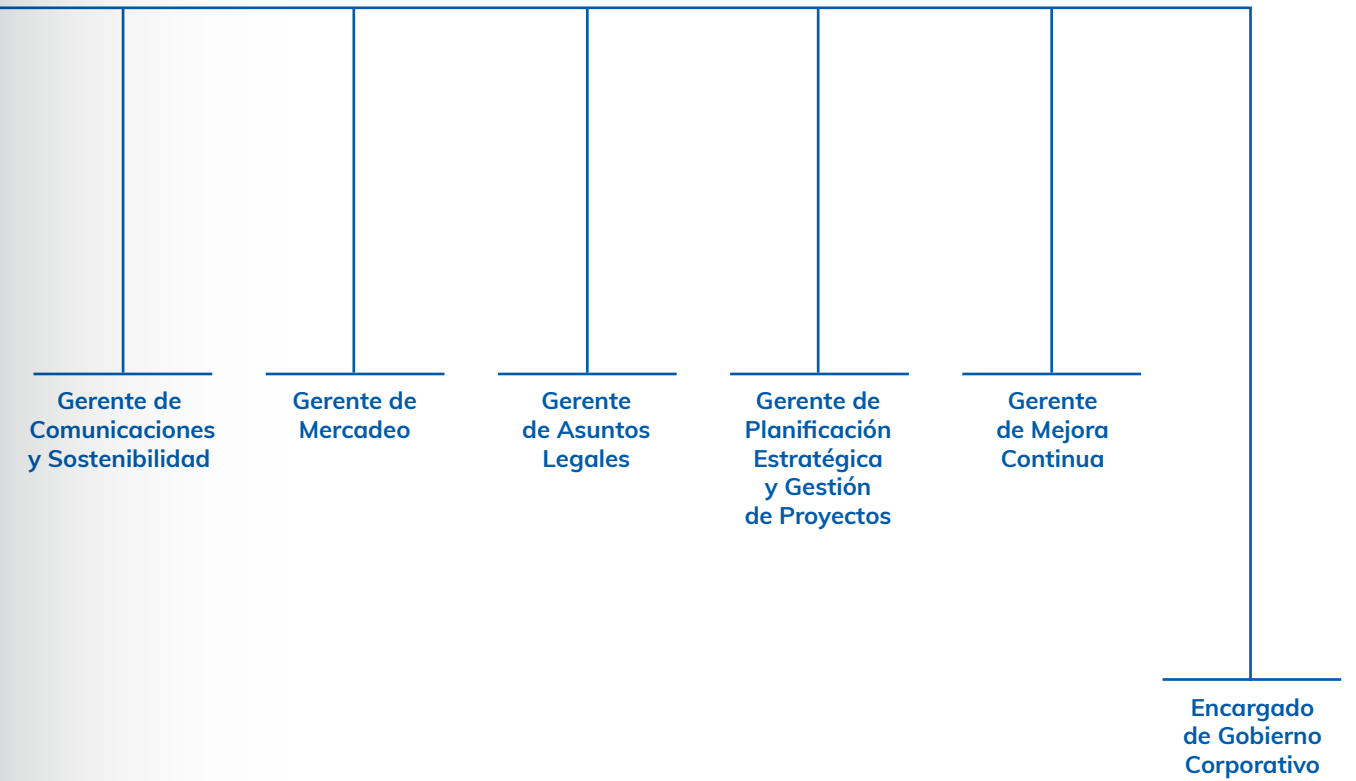 Gerente de
Comunicaciones
y Sostenibilidad
Gerente de
Mercadeo
Gerente
de Asuntos
Legales
Gerente de
Planificación
Estratégica
y Gestión
de Proyectos
Gerente
de Mejora
Continua
Encargado
de Gobierno
Corporativo